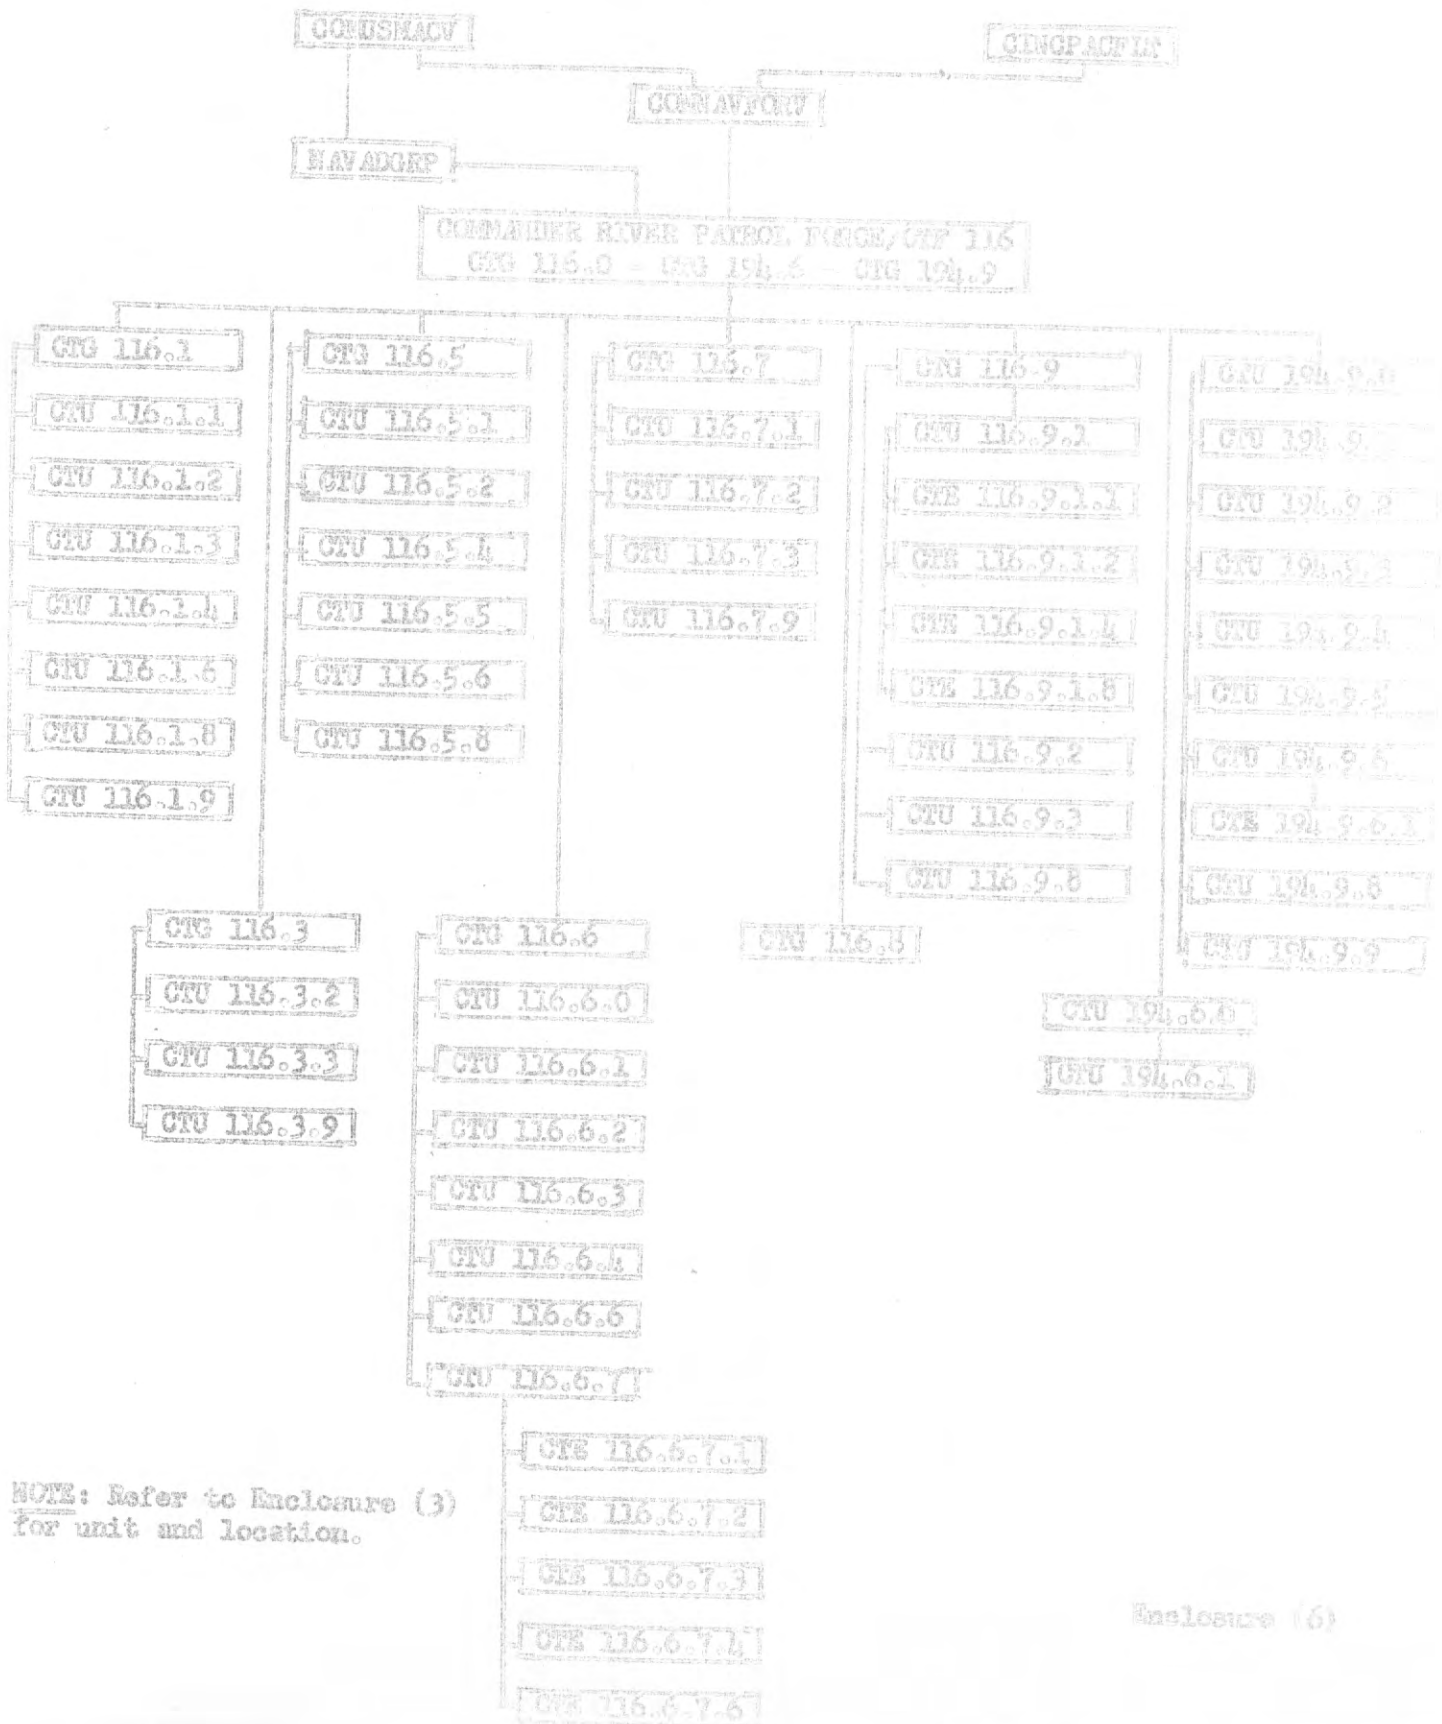 COMUSMACV
CINCPACFLT
COMNAVFORV
NAVADGRP
COMMANDER RIVER PATROL FORCE/CTF 116
CTG 116.0 - CTG 194.6 - CTG 194.9
CTG 116.1
CTU 116.1.1
CTU 116.1.2
CTU 116.1.3
CTU 116.1.4
CTU 116.1.6
CTU 116.1.8
CTU 116.1.9
CTG 116.3
CTU 116.3.2
CTU 116.3.3
CTU 116.3.9
CTG 116.5
CTU 116.5.1
CTU 116.5.2
CTU 116.5.4
CTU 116.5.5
CTU 116.5.6
CTU 116.5.8
CTG 116.6
CTU 116.6.0
CTU 116.6.1
CTU 116.6.2
CTU 116.6.3
CTU 116.6.4
CTU 116.6.6
CTU 116.6.7
CTE 116.6.7.1
CTE 116.6.7.2
CTE 116.6.7.3
CTE 116.6.7.4
CTE 116.6.7.6
CTG 116.7
CTU 116.7.1
CTU 116.7.2
CTU 116.7.3
CTU 116.7.9
CTG 116.8
CTG 116.9
CTU 116.9.1
CTE 116.9.1.1
CTE 116.9.1.2
CTE 116.9.1.4
CTE 116.9.1.8
CTU 116.9.2
CTU 116.9.3
CTU 116.9.8
CTU 194.6.0
CTU 194.6.1
CTU 194.9.0
CTU
CTU 194.9.2
CTU 194.9.3
CTU 194.9.4
CTU 194.9.5
CTU 194.9.6
CTE 194.9.6.1
CTU 194.9.8
CTU 194.9.9
NOTE: Refer to Enclosure (3)
for unit and location.
Enclosure (6)